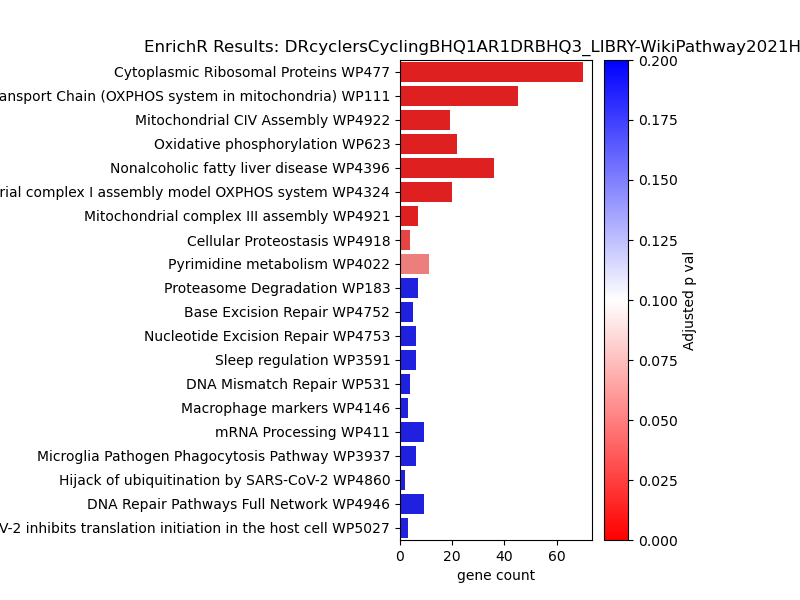 EnrichR Results: DRcyclersCyclingBHQ1AR1DRBHQ3_LIBRY-WikiPathway2021H
Cytoplasmic Ribosomal Proteins WP477
ansport Chain (OXPHOS system in mitochondria) WP111
Mitochondrial CIV Assembly WP4922
Oxidative phosphorylation WP623
Nonalcoholic fatty liver disease WP4396
rial complex I assembly model OXPHOS system WP4324
Mitochondrial complex III assembly WP4921
Cellular Proteostasis WP4918
Pyrimidine metabolism WP4022
Proteasome Degradation WP183
Base Excision Repair WP4752
Nucleotide Excision Repair WP4753
Sleep regulation WP3591
DNA Mismatch Repair WP531
Macrophage markers WP4146
mRNA Processing WP411
Microglia Pathogen Phagocytosis Pathway WP3937
Hijack of ubiquitination by SARS-CoV-2 WP4860
DNA Repair Pathways Full Network WP4946
V-2 inhibits translation initiation in the host cell WP5027
0 20 40 60
gene count
0.200
0.175
0.150
0.125
0.100
0.075
0.050
0.025
0.000
Adjusted p val